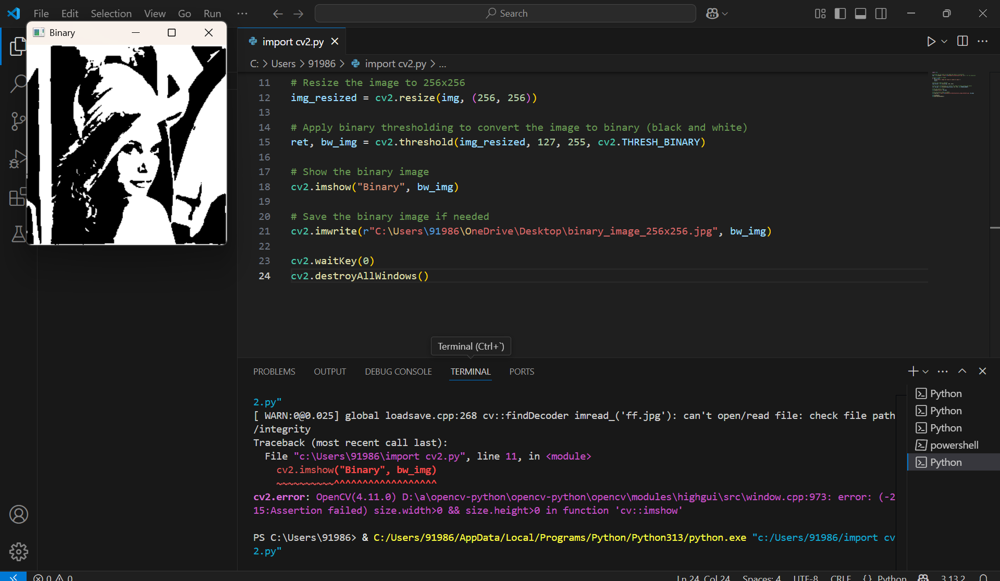 File Edit Selection View Go Run ···
Search
Binary
import cv2.py
C: > Users > 91986 > import cv2.py > ...
11 # Resize the image to 256x256
12 img_resized = cv2.resize(img, (256, 256))
13
14 # Apply binary thresholding to convert the image to binary (black and white)
15 ret, bw_img = cv2.threshold(img_resized, 127, 255, cv2.THRESH_BINARY)
16
17 # Show the binary image
18 cv2.imshow("Binary", bw_img)
19
20 # Save the binary image if needed
21 cv2.imwrite(r"C:\Users\91986\OneDrive\Desktop\binary_image_256x256.jpg", bw_img)
22
23 cv2.waitKey(0)
24 cv2.destroyAllWindows()
Terminal (Ctrl+`)
PROBLEMS OUTPUT DEBUG CONSOLE TERMINAL PORTS
2.py"
[ WARN:0@0.025] global loadsave.cpp:268 cv::findDecoder imread_('ff.jpg'): can't open/read file: check file path
/integrity
Traceback (most recent call last):
File "c:\Users\91986\import cv2.py", line 11, in <module>
cv2.imshow("Binary", bw_img)
~~~~~~~~~~^^^^^^^^^^^^^^^^^^
cv2.error: OpenCV(4.11.0) D:\a\opencv-python\opencv-python\opencv\modules\highgui\src\window.cpp:973: error: (-2
15:Assertion failed) size.width>0 && size.height>0 in function 'cv::imshow'
PS C:\Users\91986> & C:/Users/91986/AppData/Local/Programs/Python/Python313/python.exe "c:/Users/91986/import cv
2.py"
Python
Python
Python
powershell
Python
0 0
Ln 24, Col 24 Spaces: 4 UTF-8 CRLF {} Python 3.13.2